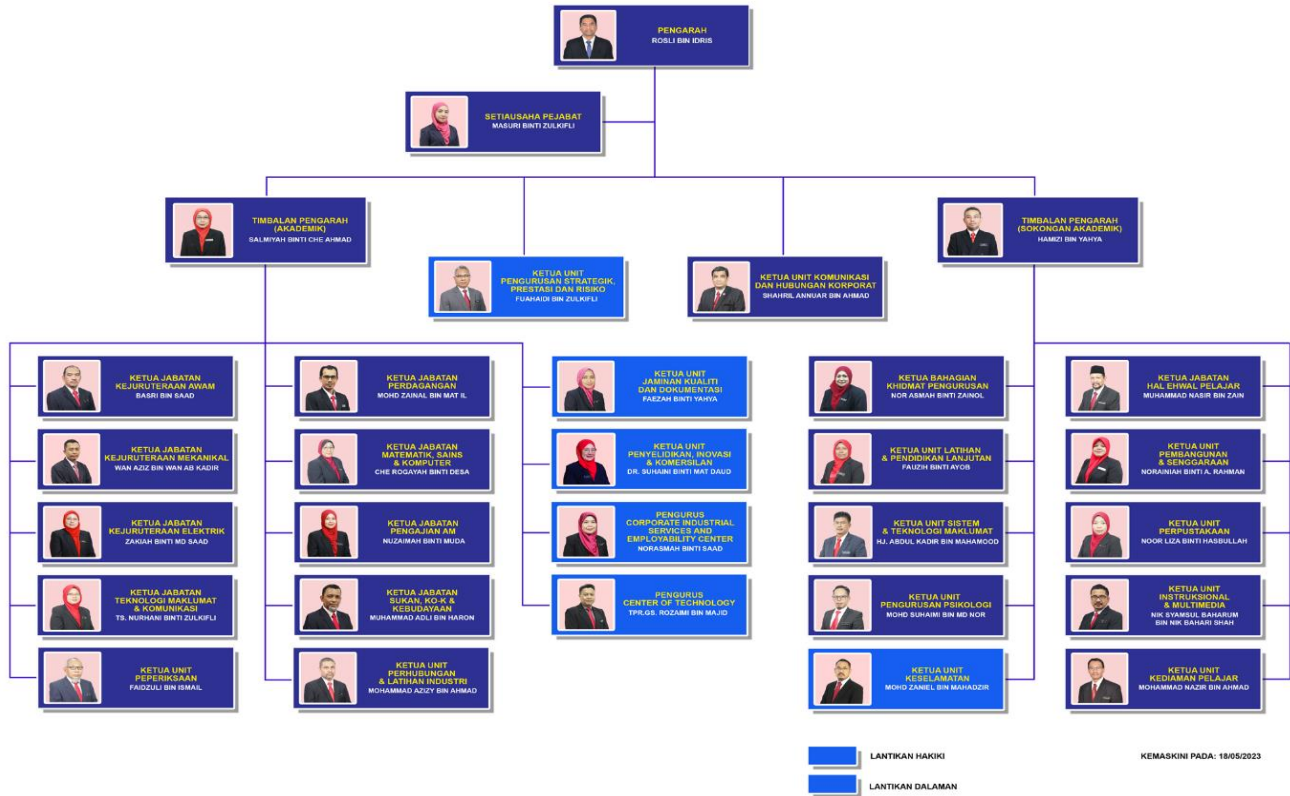 PENGARAH
ROSLI BIN IDRIS
SETIAUSAHA PEJABAT
MASURI BINTI ZULKIFLI
TIMBALAN PENGARAH
(AKADEMIK)
SALMIYAH BINTI CHE AHMAD
TIMBALAN PENGARAH
(SOKONGAN AKADEMIK)
HAMIZI BIN YAHYA
KETUA UNIT
PENGURUSAN STRATEGIK,
PRESTASI DAN RISIKO
FUAHAIDI BIN ZULKIFLI
KETUA UNIT KOMUNIKASI
DAN HUBUNGAN KORPORAT
SHAHRIL ANNUAR BIN AHMAD
KETUA JABATAN
KEJURUTERAAN AWAM
BASRI BIN SAAD
KETUA JABATAN
PERDAGANGAN
MOHD ZAINAL BIN MAT IL
KETUA UNIT
JAMINAN KUALITI
DAN DOKUMENTASI
FAEZAH BINTI YAHYA
KETUA BAHAGIAN
KHIDMAT PENGURUSAN
NOR ASMAH BINTI ZAINOL
KETUA JABATAN
HAL EHWAL PELAJAR
MUHAMMAD NASIR BIN ZAIN
KETUA JABATAN
KEJURUTERAAN MEKANIKAL
WAN AZIZ BIN WAN AB KADIR
KETUA JABATAN
MATEMATIK, SAINS
& KOMPUTER
CHE ROGAYAH BINTI DESA
KETUA UNIT
PENYELIDIKAN, INOVASI
& KOMERSILAN
DR. SUHAINI BINTI MAT DAUD
KETUA UNIT LATIHAN
& PENDIDIKAN LANJUTAN
FAUZIH BINTI AYOB
KETUA UNIT
PEMBANGUNAN
& SENGGARAAN
NORAINIAH BINTI A. RAHMAN
KETUA JABATAN
KEJURUTERAAN ELEKTRIK
ZAKIAH BINTI MD SAAD
KETUA JABATAN
PENGAJIAN AM
NUZAIMAH BINTI MUDA
PENGURUS
CORPORATE INDUSTRIAL
SERVICES AND
EMPLOYABILITY CENTER
NORASMAH BINTI SAAD
KETUA UNIT SISTEM
& TEKNOLOGI MAKLUMAT
HJ. ABDUL KADIR BIN MAHAMOOD
KETUA UNIT
PERPUSTAKAAN
NOOR LIZA BINTI HASBULLAH
KETUA JABATAN
TEKNOLOGI MAKLUMAT
& KOMUNIKASI
TS. NURHANI BINTI ZULKIFLI
KETUA JABATAN
SUKAN, KO-K &
KEBUDAYAAN
MUHAMMAD ADLI BIN HARON
PENGURUS
CENTER OF TECHNOLOGY
TPR.GS. ROZAIMI BIN MAJID
KETUA UNIT
PENGURUSAN PSIKOLOGI
MOHD SUHAIMI BIN MD NOR
KETUA UNIT
INSTRUKSIONAL
& MULTIMEDIA
NIK SYAMSUL BAHARUM
BIN NIK BAHARI SHAH
KETUA UNIT
PEPERIKSAAN
FAIDZULI BIN ISMAIL
KETUA UNIT
PERHUBUNGAN
& LATIHAN INDUSTRI
MOHAMMAD AZIZY BIN AHMAD
KETUA UNIT
KESELAMATAN
MOHD ZANIEL BIN MAHADZIR
KETUA UNIT
KEDIAMAN PELAJAR
MOHAMMAD NAZIR BIN AHMAD
LANTIKAN HAKIKI
KEMASKINI PADA: 18/05/2023
LANTIKAN DALAMAN